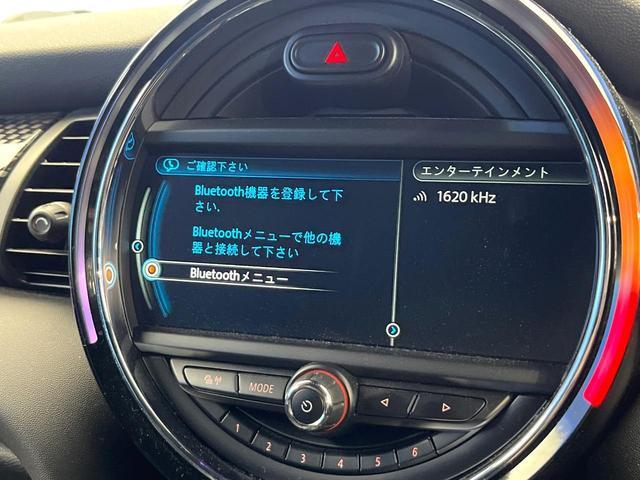 ご確認下さい
Bluetooth機器を登録して下
さい.
Bluetoothメニューで他の機
器と接続して下さい
Bluetoothメニュー
エンターテインメント
1620 kHz
MODE
1
2
3
4
5
6